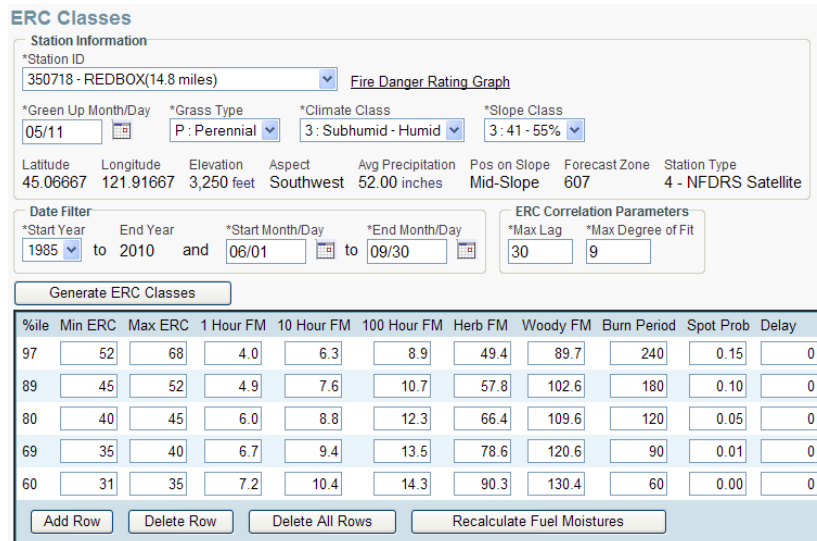 ERC Classes
Station Information
*Station ID
350718 - REDBOX(14.8 miles) Fire Danger Rating Graph
*Green Up Month/Day *Grass Type *Climate Class *Slope Class
05/11 P : Perennial 3 : Subhumid - Humid 3 : 41 - 55%
Latitude Longitude Elevation Aspect Avg Precipitation Pos on Slope Forecast Zone Station Type
45.06667 121.91667 3,250 feet Southwest 52.00 inches Mid-Slope 607 4 - NFDRS Satellite
Date Filter ERC Correlation Parameters
*Start Year End Year *Start Month/Day *End Month/Day *Max Lag *Max Degree of Fit
1985 to 2010 and 06/01 to 09/30 30 9
Generate ERC Classes
%ile Min ERC Max ERC 1 Hour FM 10 Hour FM 100 Hour FM Herb FM Woody FM Burn Period Spot Prob Delay
97 52 68 4.0 6.3 8.9 49.4 89.7 240 0.15 0
89 45 52 4.9 7.6 10.7 57.8 102.6 180 0.10 0
80 40 45 6.0 8.8 12.3 66.4 109.6 120 0.05 0
69 35 40 6.7 9.4 13.5 78.6 120.6 90 0.01 0
60 31 35 7.2 10.4 14.3 90.3 130.4 60 0.00 0
Add Row Delete Row Delete All Rows Recalculate Fuel Moistures